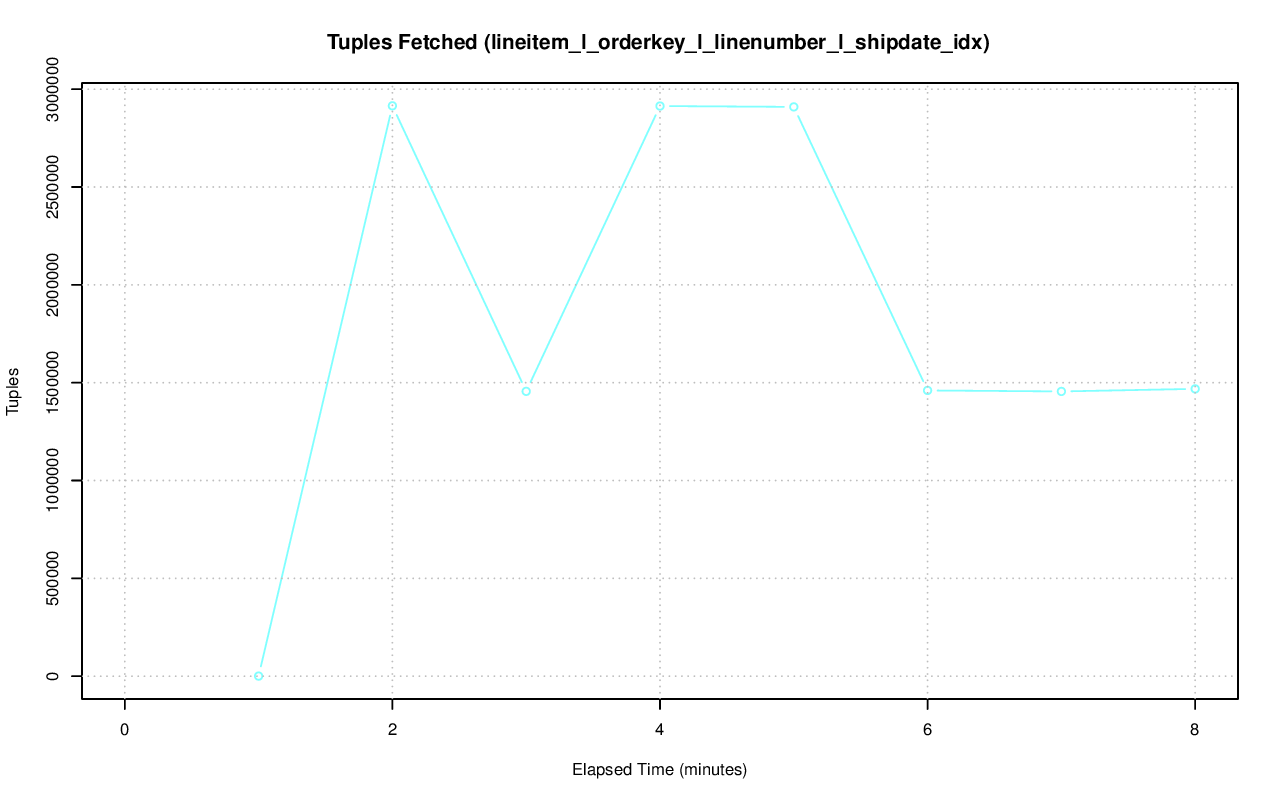 Tuples Fetched (lineitem_l_orderkey_l_linenumber_l_shipdate_idx)
3000000
2500000
2000000
1500000
1000000
500000
0
Tuples
0 2 4 6 8
Elapsed Time (minutes)